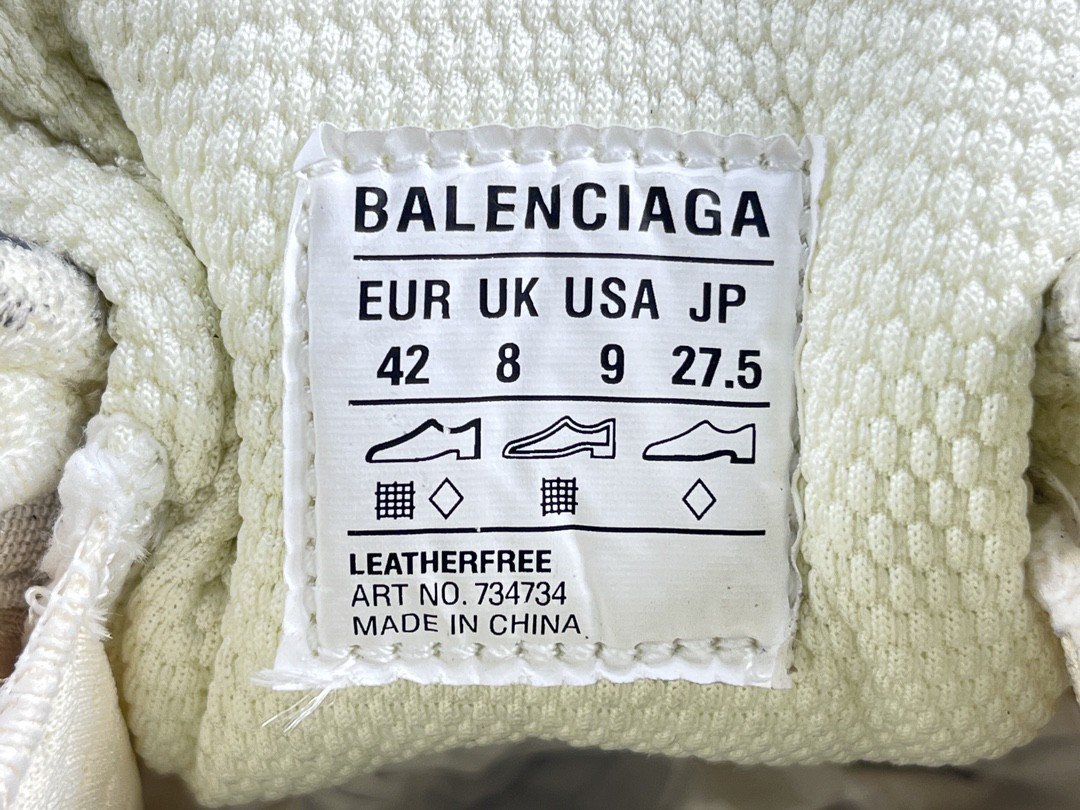 BALENCIAGA
EUR UK USA JP
42 8 9 27.5
LEATHERFREE
ART NO. 734734
MADE IN CHINA.